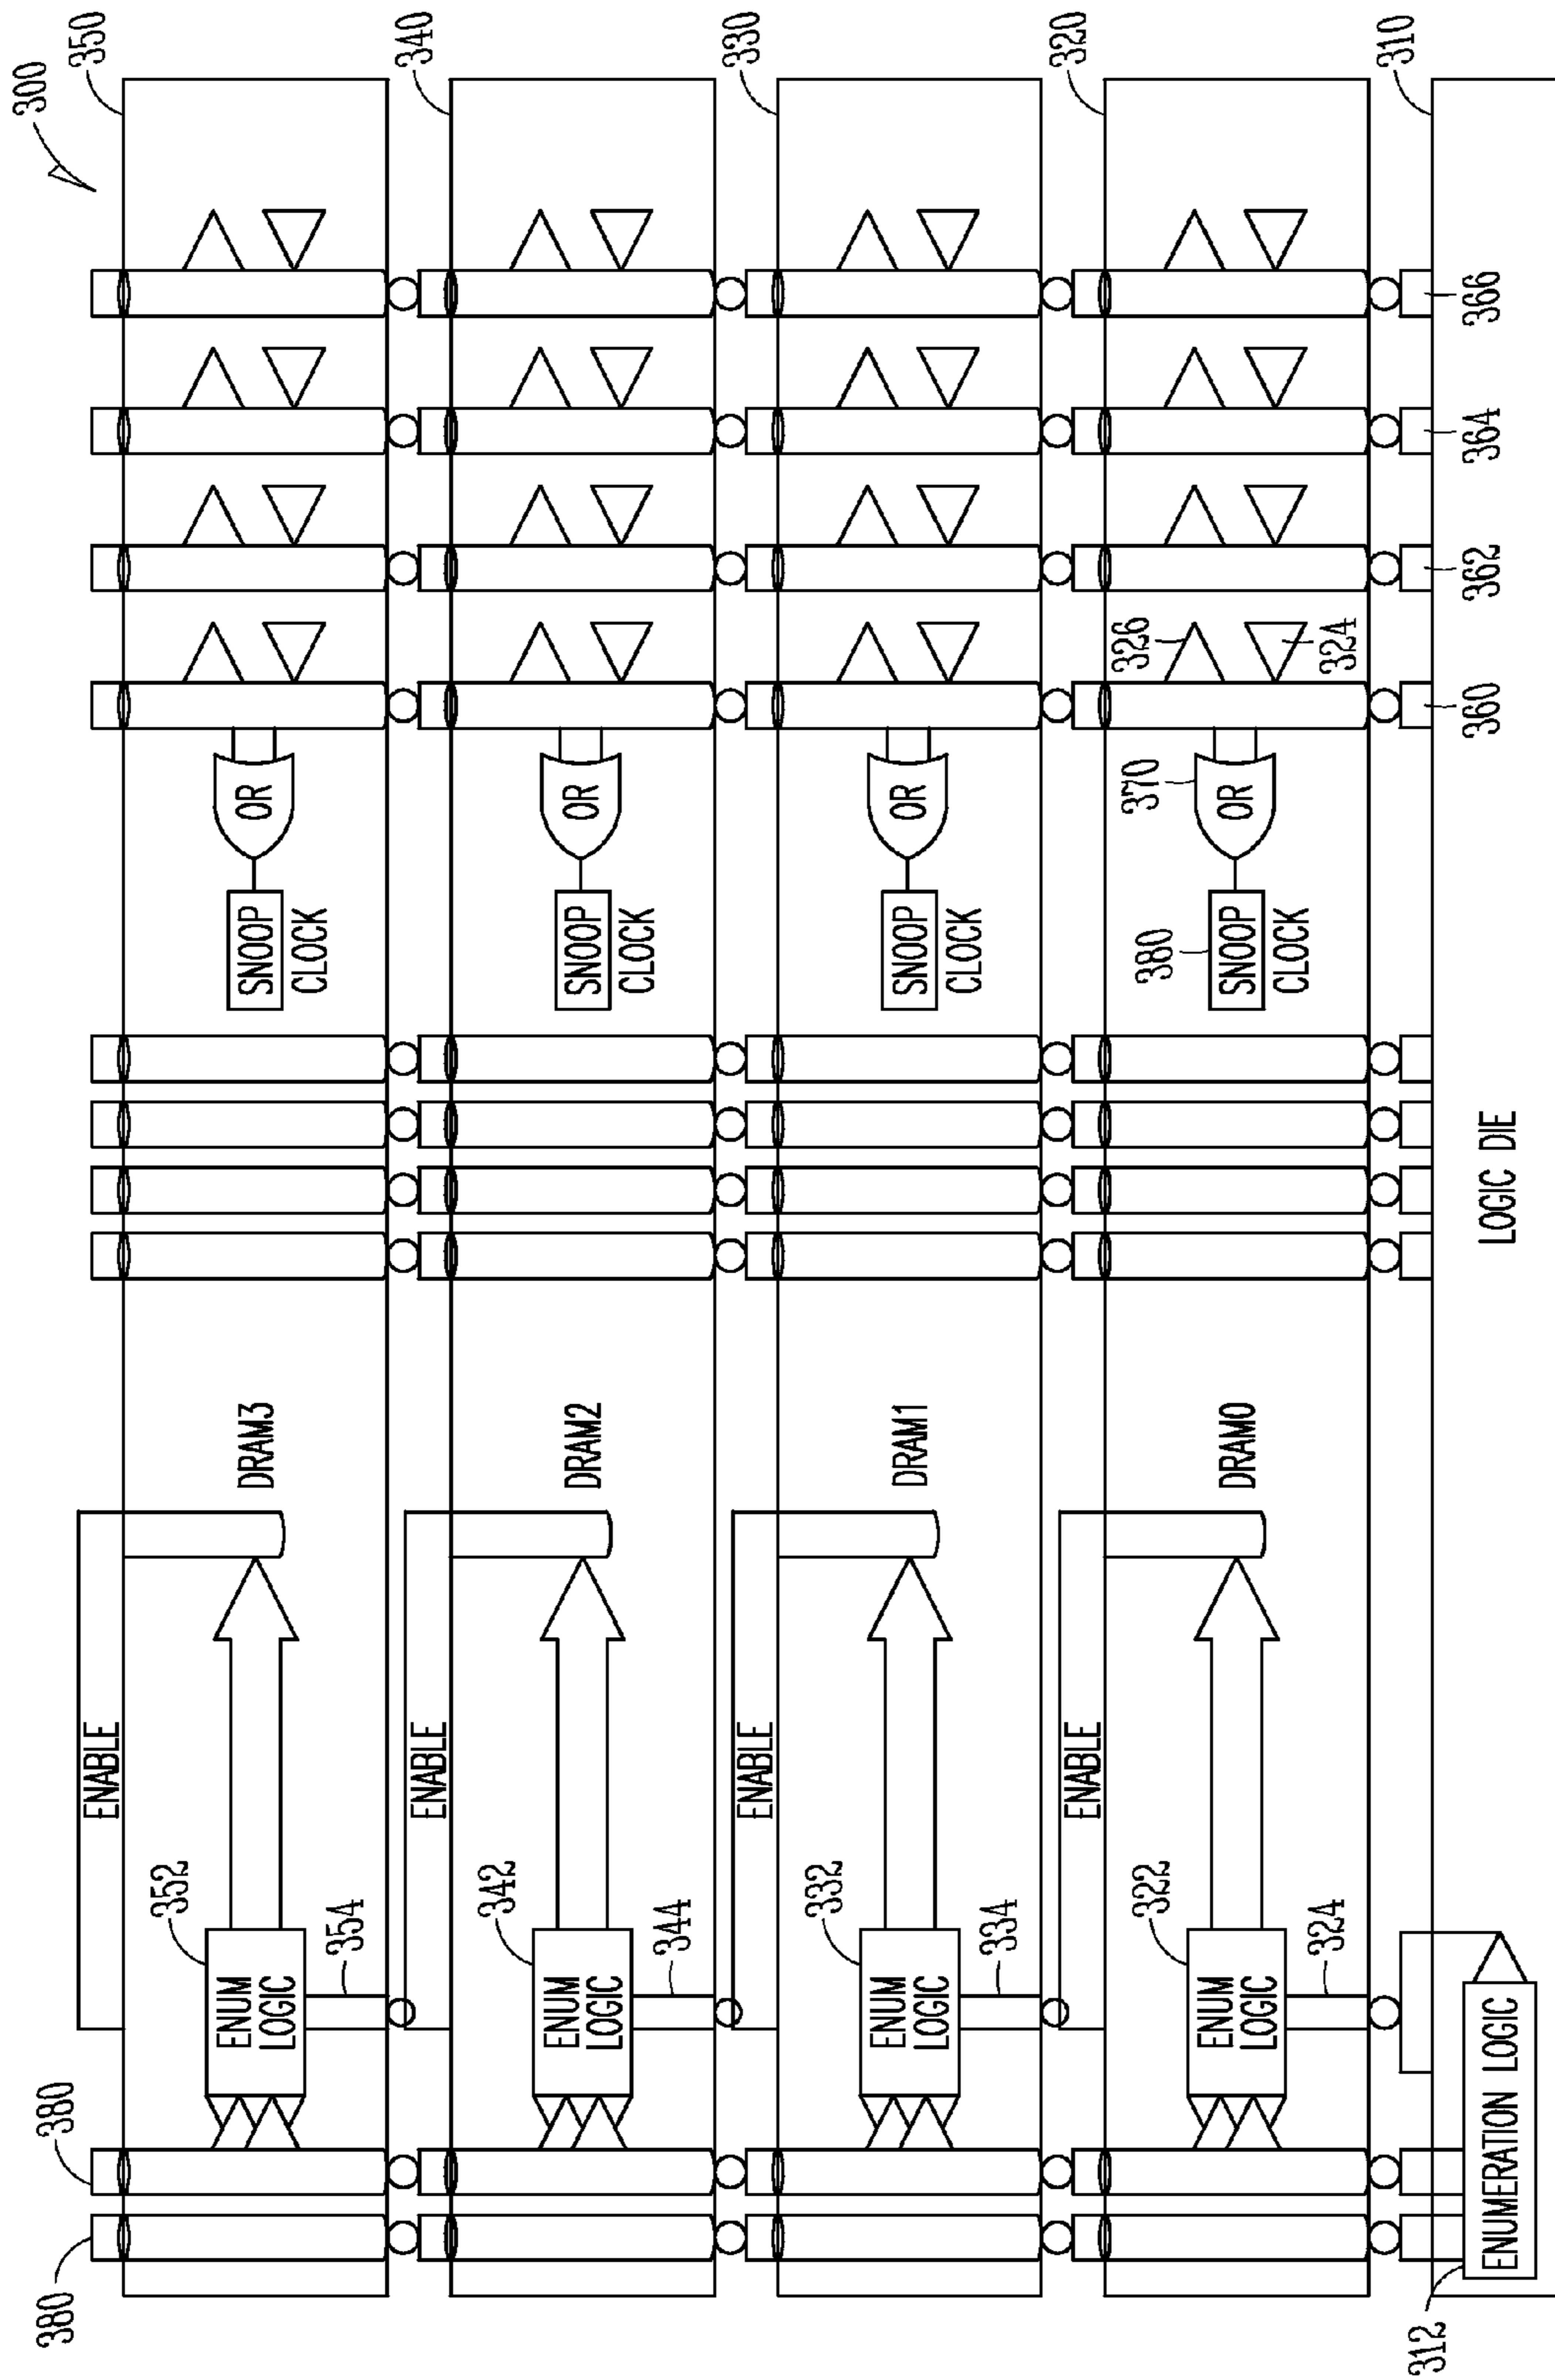 300
350
380
380
ENABLE
352
ENUM
LOGIC
354
DRAM3
SNOOP
CLOCK
OR
340
ENABLE
342
ENUM
LOGIC
344
DRAM2
SNOOP
CLOCK
OR
330
ENABLE
332
ENUM
LOGIC
334
DRAM1
SNOOP
CLOCK
OR
320
ENABLE
322
ENUM
LOGIC
324
DRAM0
380
SNOOP
CLOCK
370
OR
326
324
310
312
ENUMERATION LOGIC
LOGIC DIE
360
362
364
366